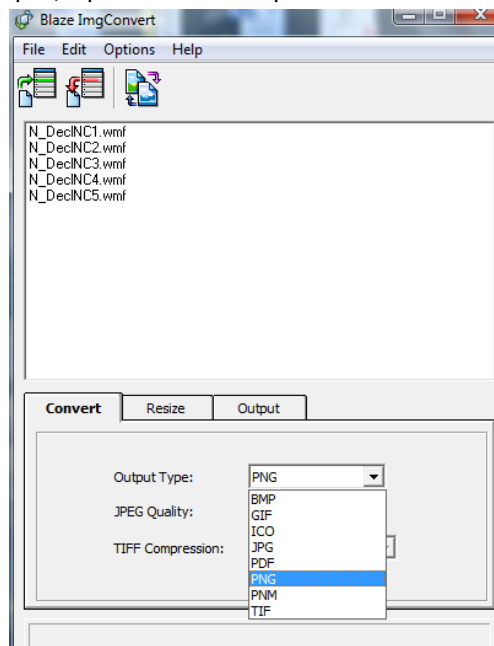 Blaze ImgConvert
File Edit Options Help
N_DecINC1.wmf
N_DecINC2.wmf
N_DecINC3.wmf
N_DecINC4.wmf
N_DecINC5.wmf
Convert Resize Output
Output Type: PNG
BMP
JPEG Quality:
GIF
ICO
TIFF Compression:
JPG
PDF
PNG
PNM
TIF